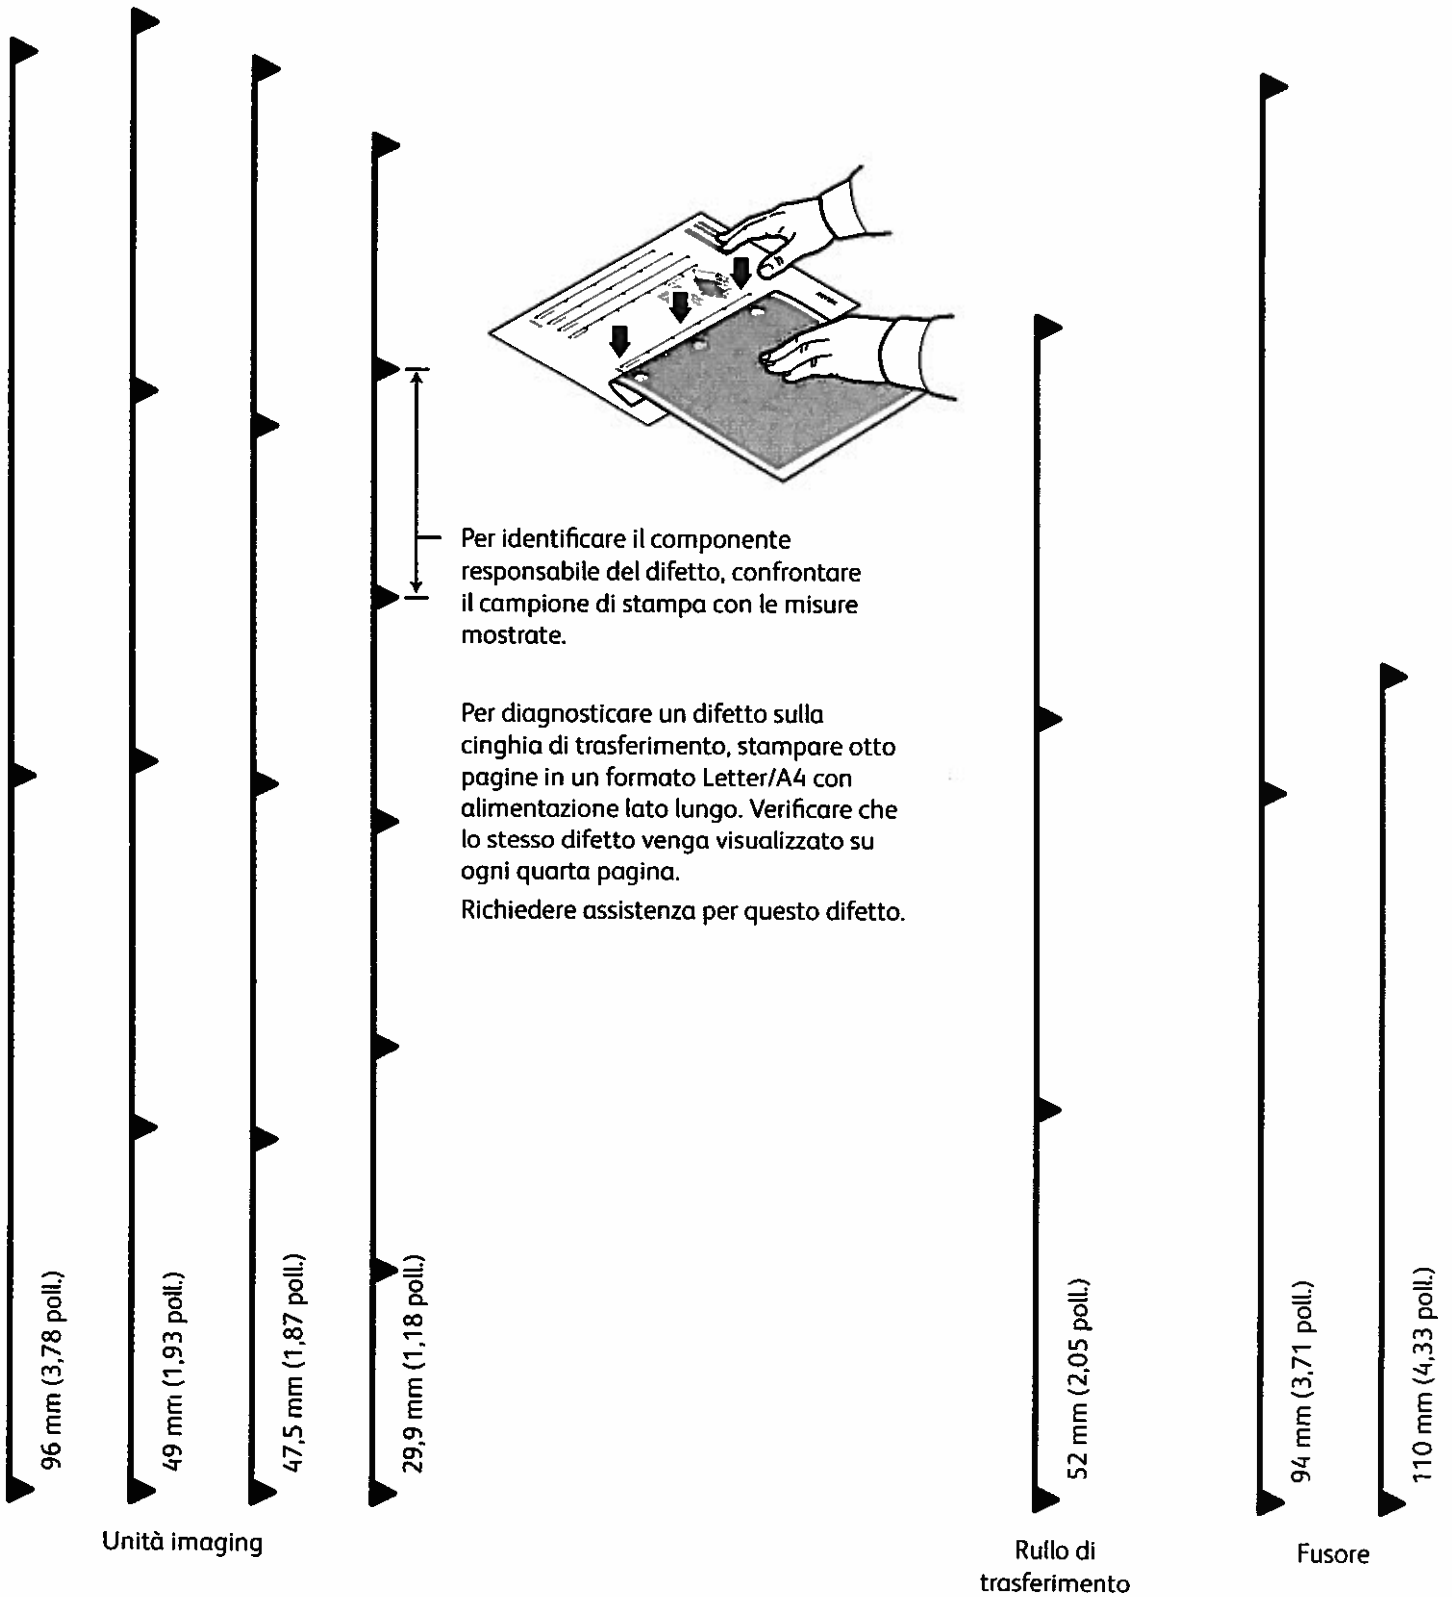 Per identificare il componente
responsabile del difetto, confrontare
il campione di stampa con le misure
mostrate.
Per diagnosticare un difetto sulla
cinghia di trasferimento, stampare otto
pagine in un formato Letter/A4 con
alimentazione lato lungo. Verificare che
lo stesso difetto venga visualizzato su
ogni quarta pagina.
Richiedere assistenza per questo difetto.
96 mm (3,78 poll.)
49 mm (1,93 poll.)
47,5 mm (1,87 poll.)
29,9 mm (1,18 poll.)
52 mm (2,05 poll.)
94 mm (3,71 poll.)
110 mm (4,33 poll.)
Unità imaging
Rullo di
trasferimento
Fusore